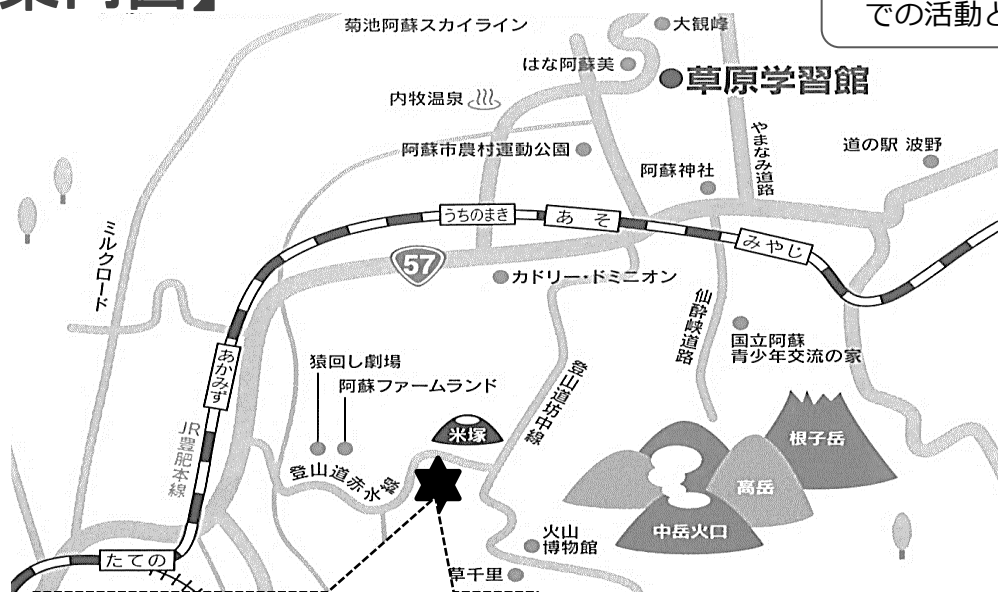 案内図】
での活動と
菊池阿蘇スカイライン
大観峰
はな阿蘇美
草原学習館
内牧温泉
やまなみ道路
阿蘇市農村運動公園
道の駅 波野
阿蘇神社
うちのまき
あそ
みやじ
ミルクロード
57
カドリー・ドミニオン
仙酔峡道路
国立阿蘇
青少年交流の家
あかみず
猿回し劇場
阿蘇ファームランド
登山道坊中線
米塚
根子岳
JR豊肥本線
登山道赤水線
高岳
中岳火口
火山
博物館
たての
草千里